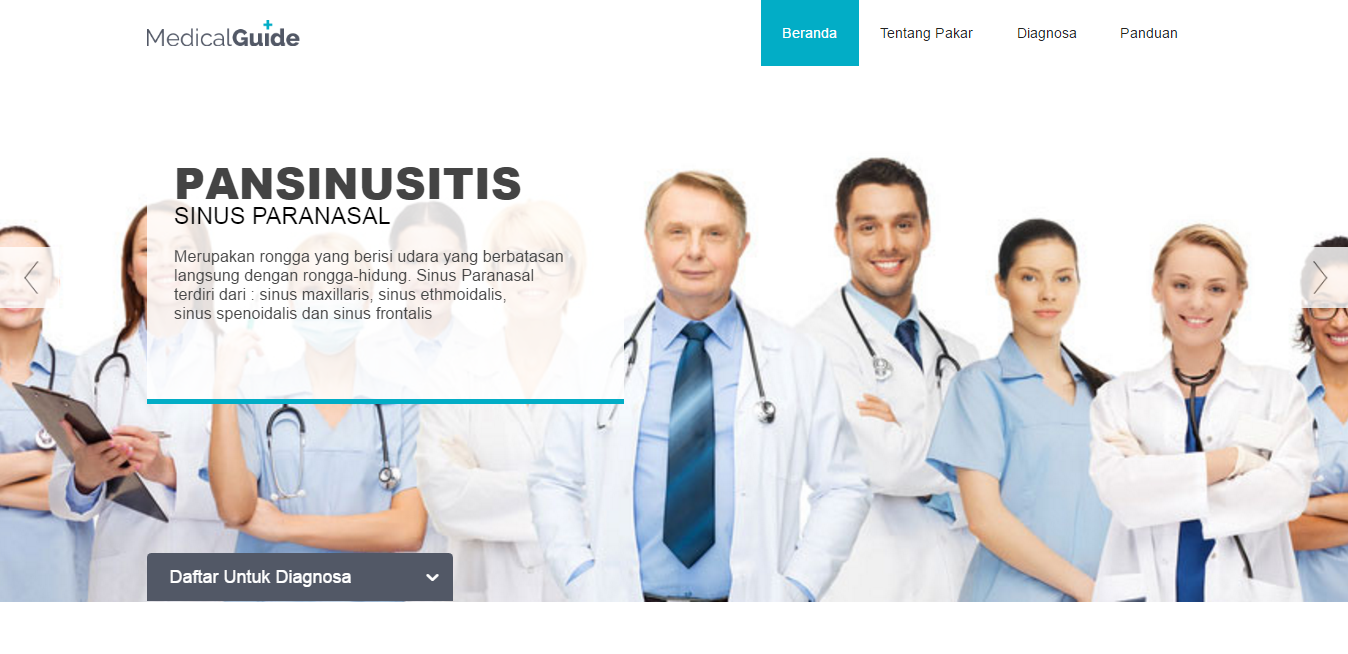 MedicalGuide
Beranda
Tentang Pakar
Diagnosa
Panduan
PANSINUSITIS
SINUS PARANASAL
Merupakan rongga yang berisi udara yang berbatasan
langsung dengan rongga-hidung. Sinus Paranasal
terdiri dari : sinus maxillaris, sinus ethmoidalis,
sinus spenoidalis dan sinus frontalis
Daftar Untuk Diagnosa